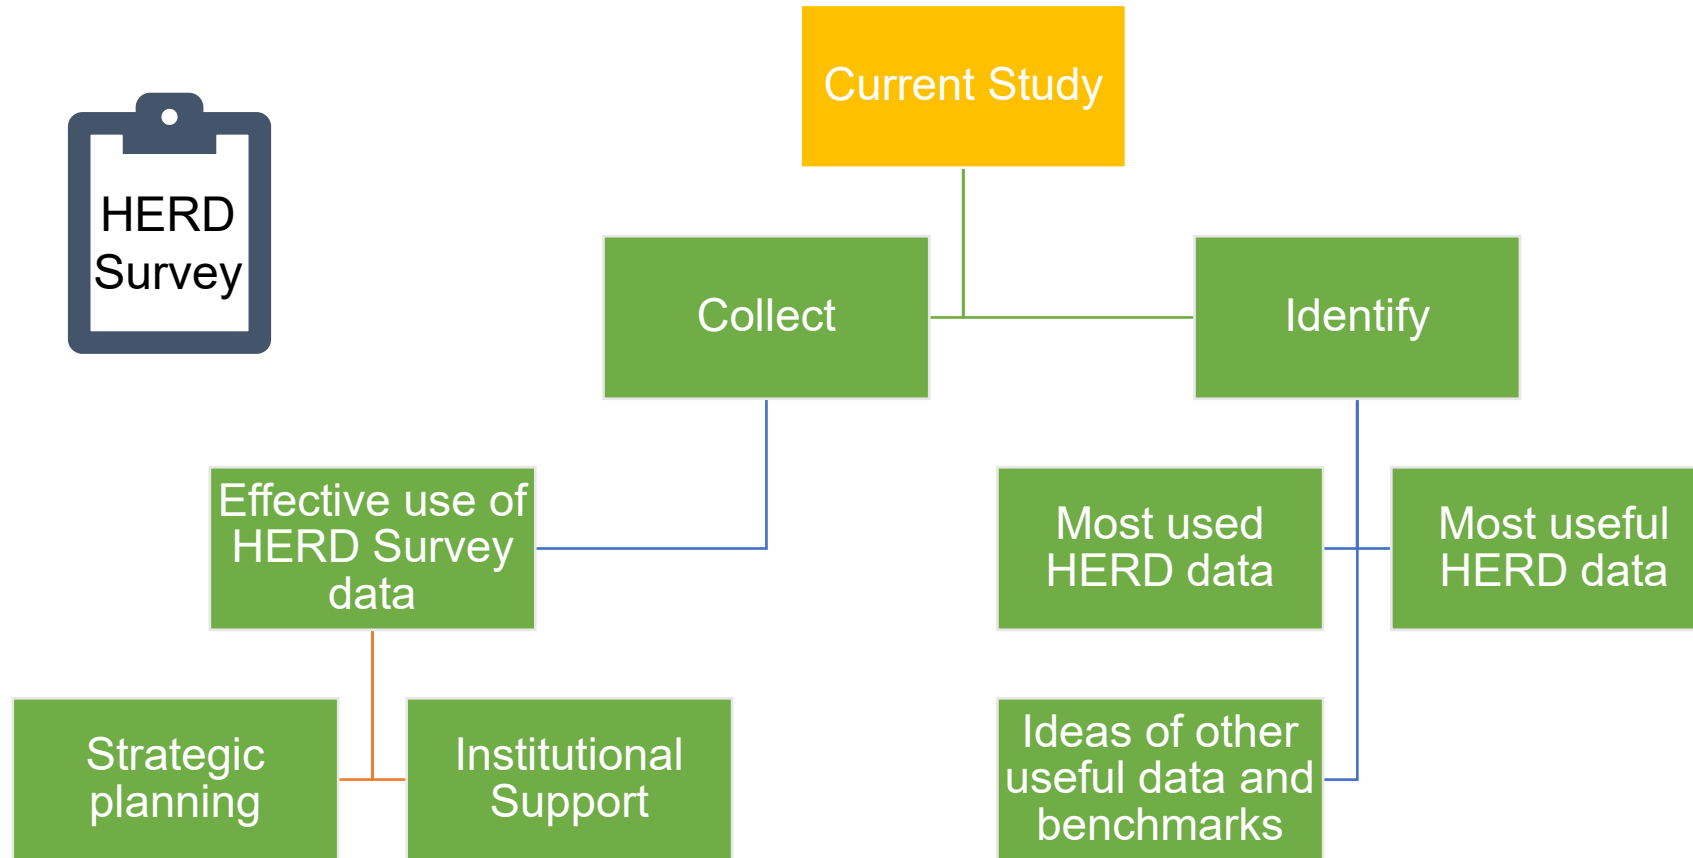 Current Study
HERD
Survey
Collect
Identify
Effective use of
HERD Survey
data
Most used
HERD data
Most useful
HERD data
Strategic
planning
Institutional
Support
Ideas of other
useful data and
benchmarks